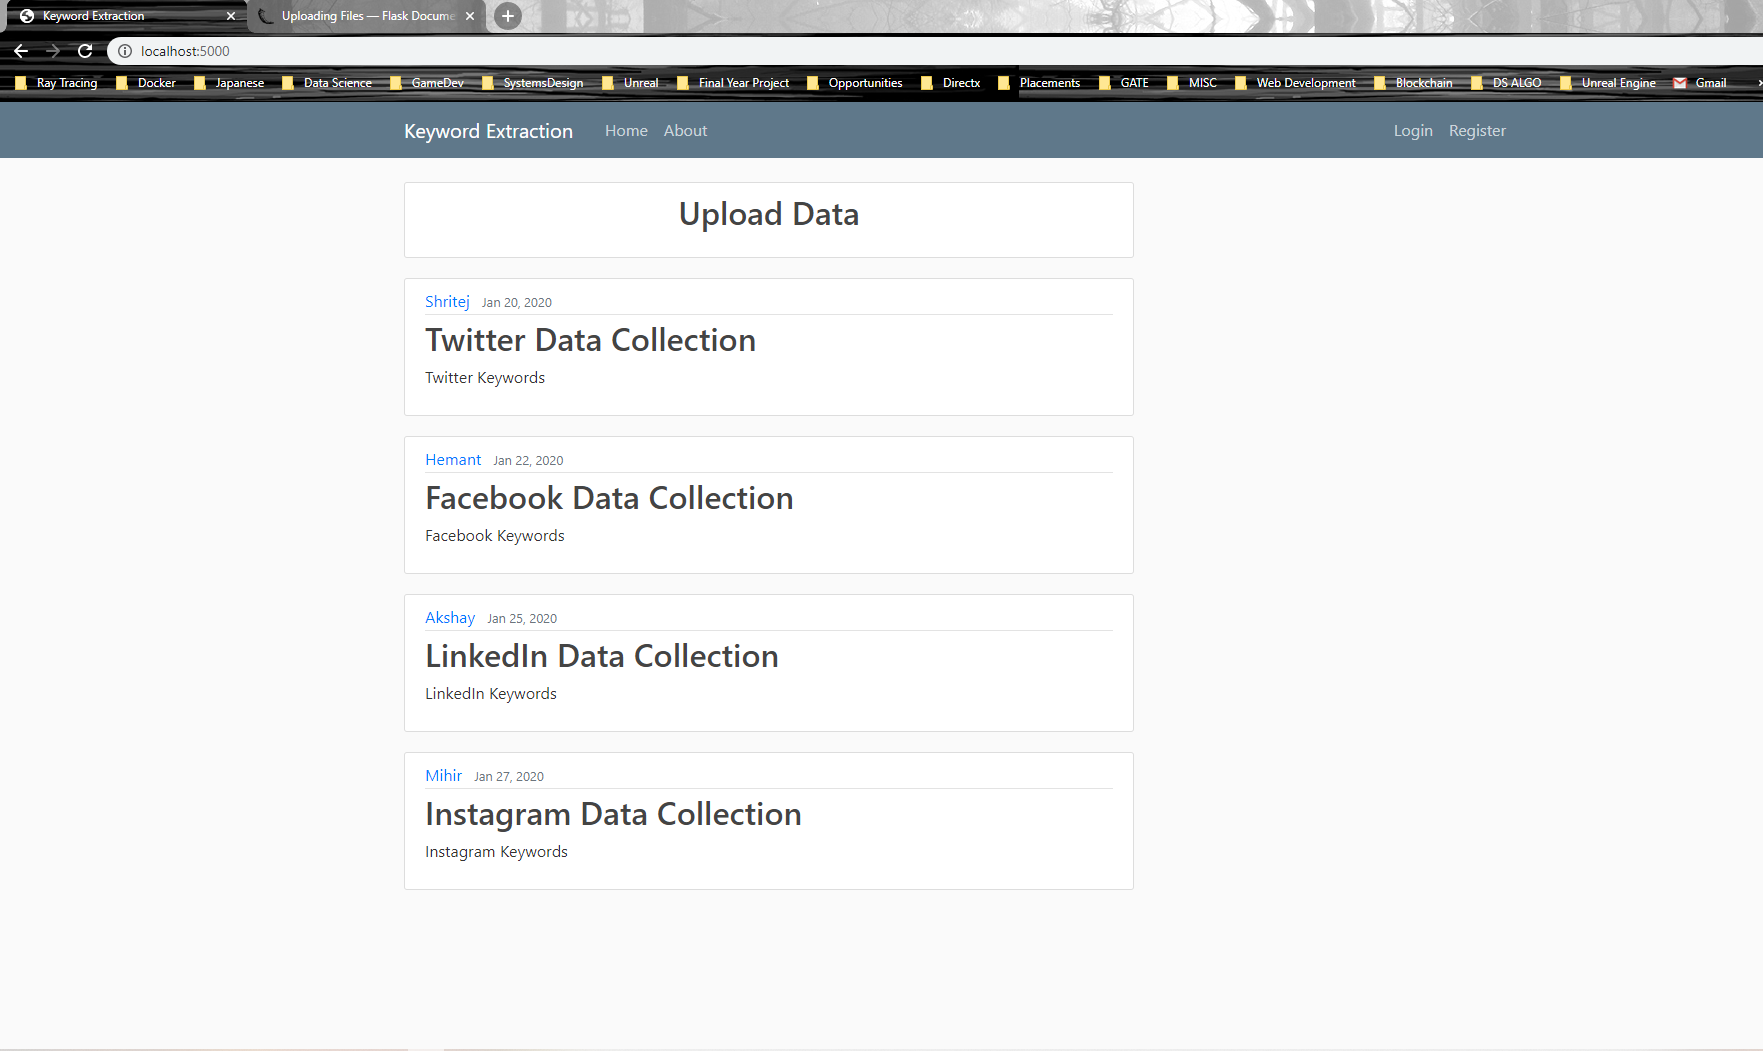 Keyword Extraction
Uploading Files — Flask Docume
localhost:5000
Ray Tracing Docker Japanese Data Science GameDev SystemsDesign Unreal Final Year Project Opportunities Directx Placements GATE MISC Web Development Blockchain DS ALGO Unreal Engine Gmail
Keyword Extraction Home About Login Register
Upload Data
Shritej Jan 20, 2020
Twitter Data Collection
Twitter Keywords
Hemant Jan 22, 2020
Facebook Data Collection
Facebook Keywords
Akshay Jan 25, 2020
LinkedIn Data Collection
LinkedIn Keywords
Mihir Jan 27, 2020
Instagram Data Collection
Instagram Keywords